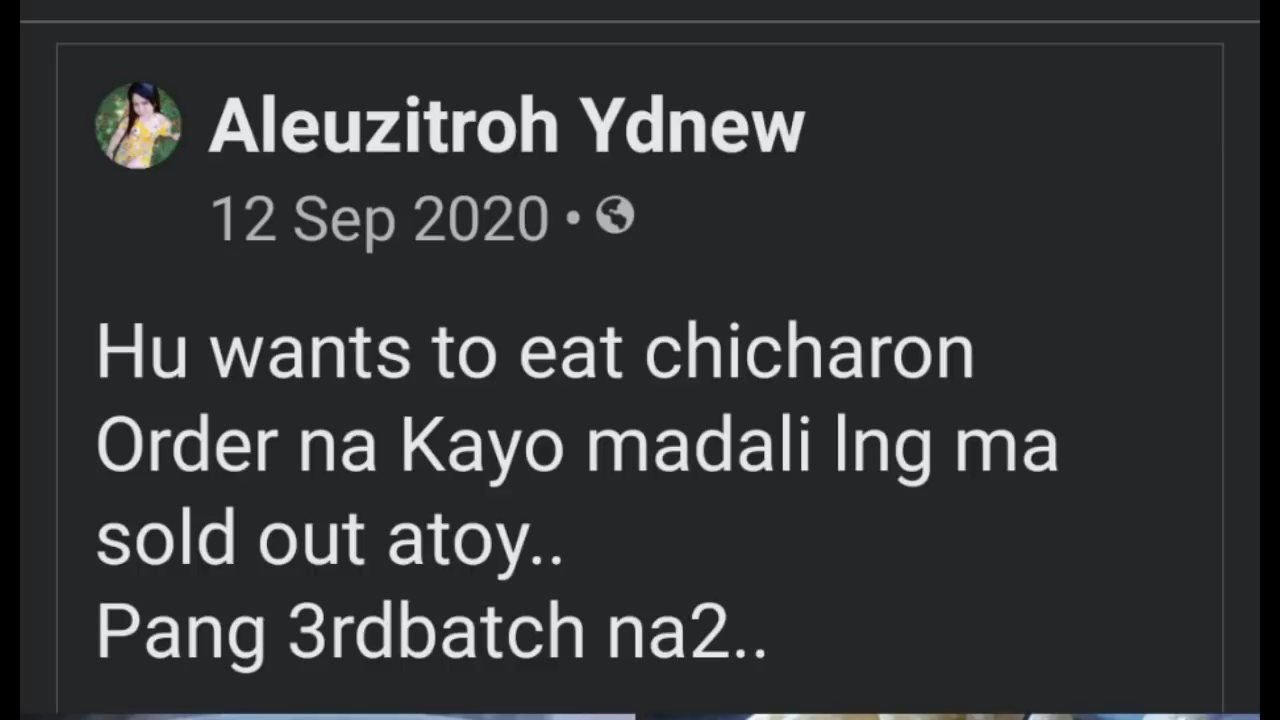 Aleuzitroh Ydnew
12 Sep 2020 •
Hu wants to eat chicharon
Order na Kayo madali lng ma
sold out atoy..
Pang 3rdbatch na2..